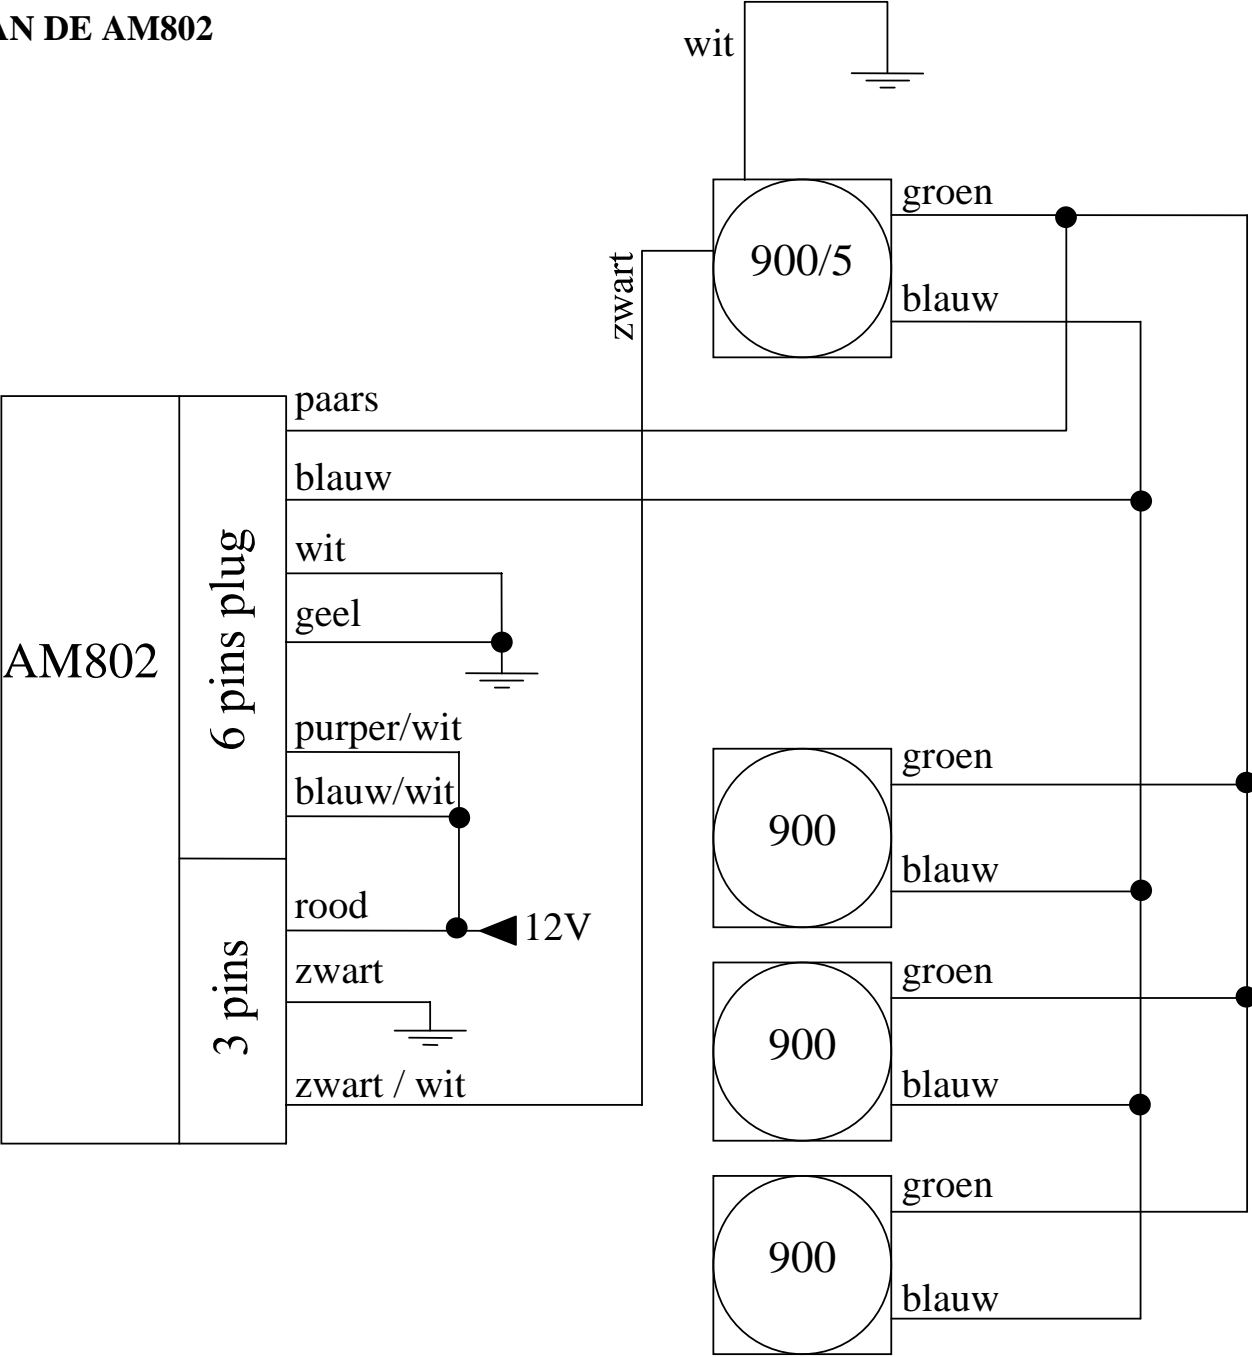 AN DE AM802
wit
groen
900/5
zwart
blauw
paars
blauw
wit
geel
AM802
6 pins plug
purper/wit
blauw/wit
rood
12V
3 pins
zwart
zwart / wit
groen
900
blauw
groen
900
blauw
groen
900
blauw